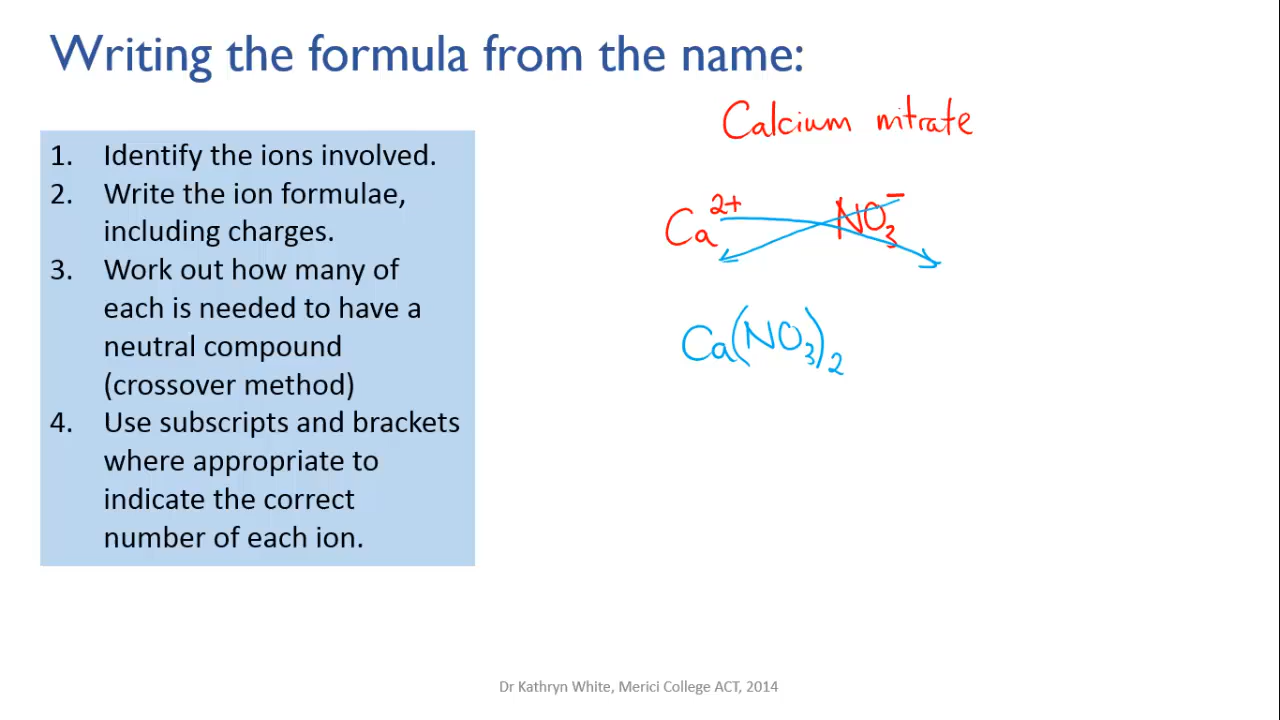 Writing the formula from the name:
Calcium nitrate
1. Identify the ions involved.
2. Write the ion formulae,
including charges.
3. Work out how many of
each is needed to have a
neutral compound
(crossover method)
4. Use subscripts and brackets
where appropriate to
indicate the correct
number of each ion.
Ca²⁺ NO₃⁻
Ca(NO₃)₂
Dr Kathryn White, Merici College ACT, 2014